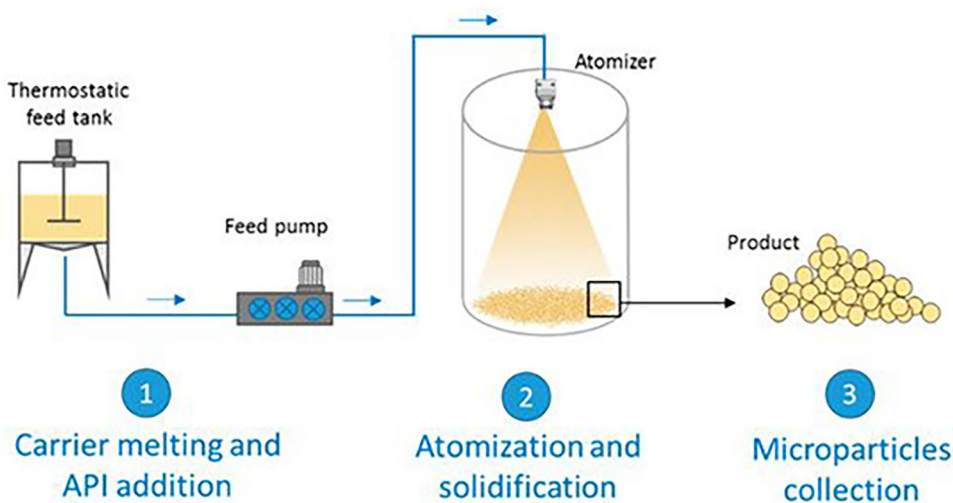 Thermostatic
feed tank
Feed pump
Atomizer
Product
1
Carrier melting and
API addition
2
Atomization and
solidification
3
Microparticles
collection